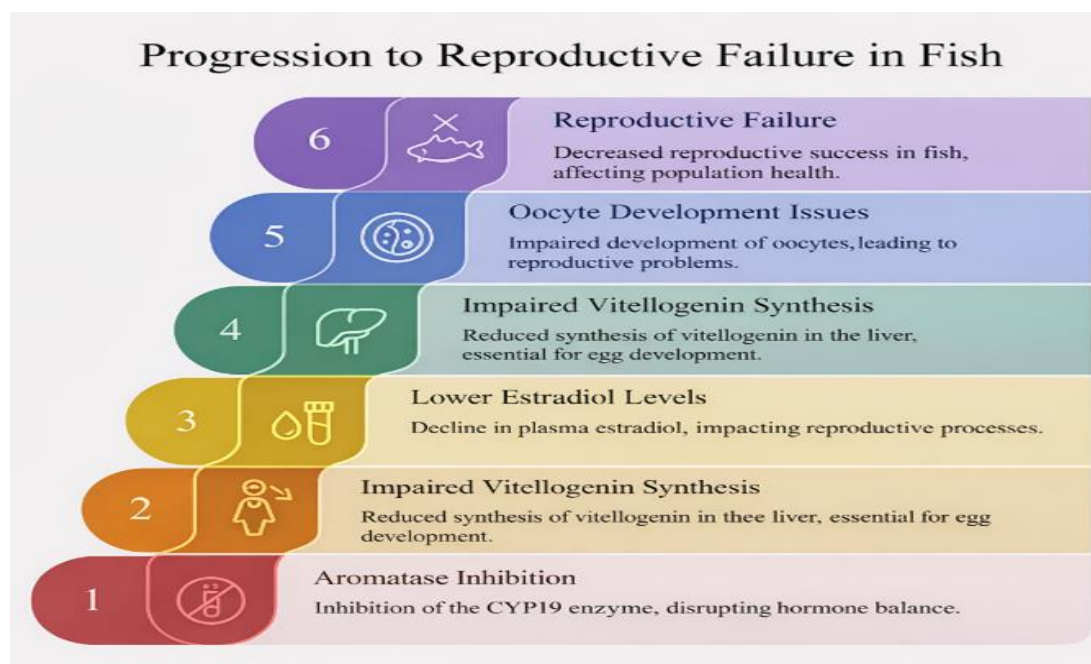 Progression to Reproductive Failure in Fish
6
Reproductive Failure
Decreased reproductive success in fish,
affecting population health.
5
Oocyte Development Issues
Impaired development of oocytes, leading to
reproductive problems.
4
Impaired Vitellogenin Synthesis
Reduced synthesis of vitellogenin in the liver,
essential for egg development.
3
Lower Estradiol Levels
Decline in plasma estradiol, impacting reproductive processes.
2
Impaired Vitellogenin Synthesis
Reduced synthesis of vitellogenin in thee liver, essential for egg
development.
1
Aromatase Inhibition
Inhibition of the CYP19 enzyme, disrupting hormone balance.